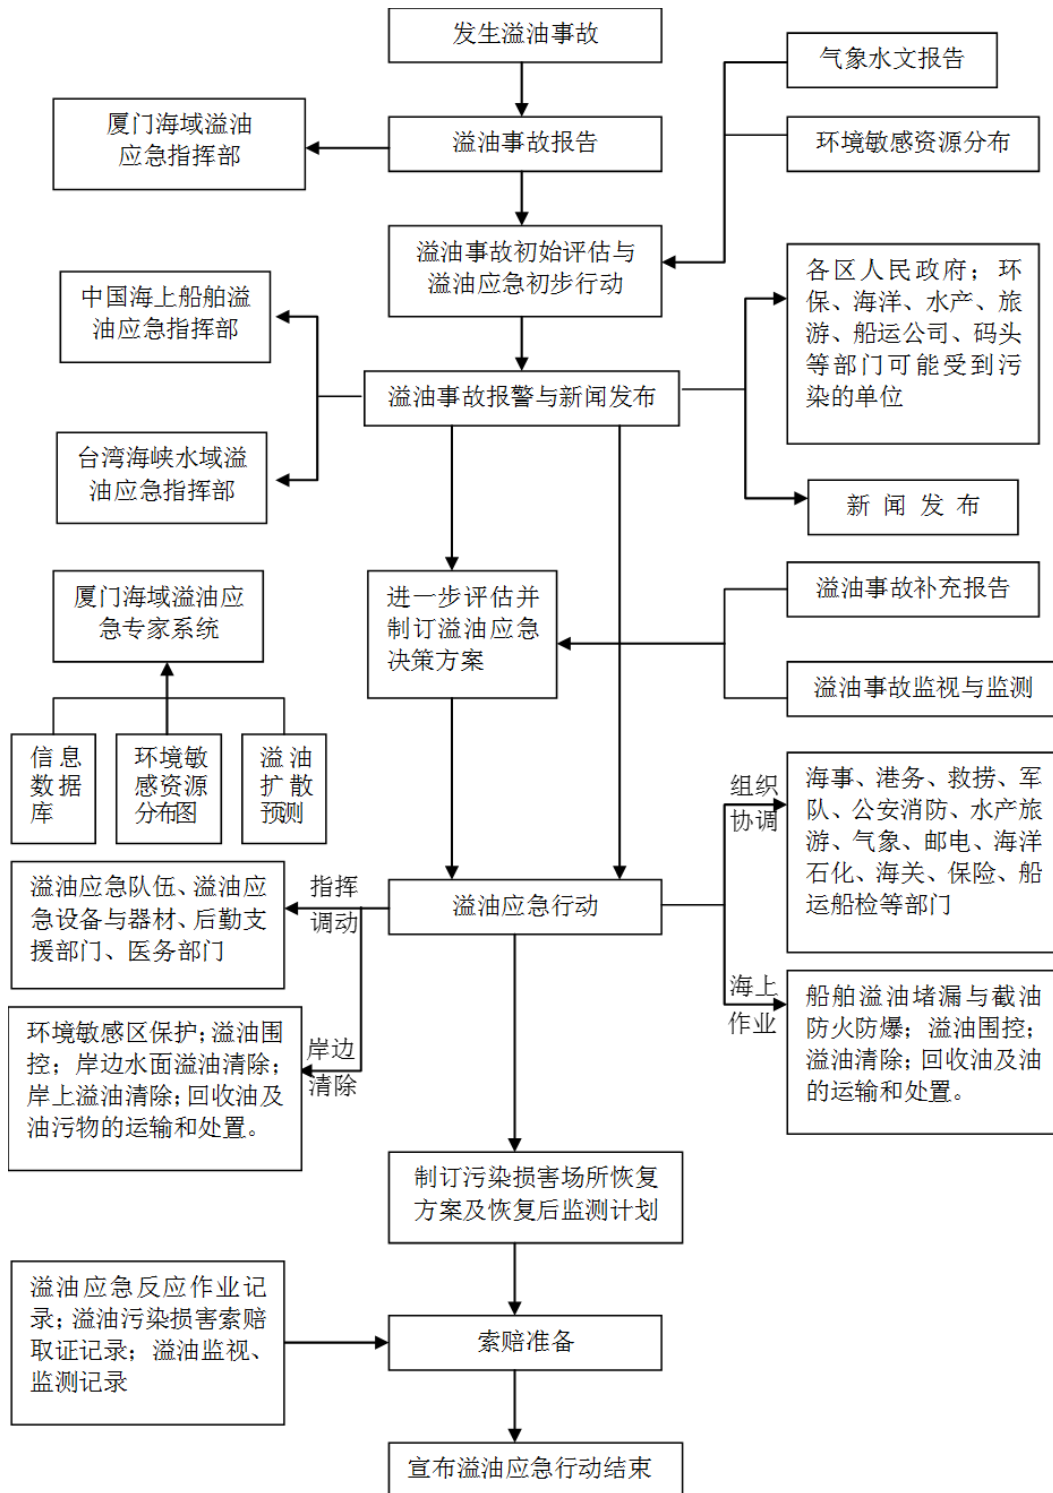 发生溢油事故
气象水文报告
厦门海域溢油
应急指挥部
溢油事故报告
环境敏感资源分布
溢油事故初始评估与
溢油应急初步行动
中国海上船舶溢
油应急指挥部
各区人民政府；环
保、海洋、水产、旅
游、船运公司、码头
等部门可能受到污
染的单位
溢油事故报警与新闻发布
台湾海峡水域溢
油应急指挥部
新闻发布
厦门海域溢油应
急专家系统
进一步评估并
制订溢油应急
决策方案
溢油事故补充报告
溢油事故监视与监测
信息
数据
库
环境敏
感资源
分布图
溢油
扩散
预测
组织
协调
海事、港务、救捞、军
队、公安消防、水产旅
游、气象、邮电、海洋
石化、海关、保险、船
运船检等部门
溢油应急队伍、溢油应
急设备与器材、后勤支
援部门、医务部门
指挥
调动
溢油应急行动
海上
作业
船舶溢油堵漏与截油
防火防爆；溢油围控；
溢油清除；回收油及油
的运输和处置。
环境敏感区保护；溢油围
控；岸边水面溢油清除；
岸上溢油清除；回收油及
油污物的运输和处置。
岸边
清除
制订污染损害场所恢复
方案及恢复后监测计划
溢油应急反应作业记
录；溢油污染损害索赔
取证记录；溢油监视、
监测记录
索赔准备
宣布溢油应急行动结束